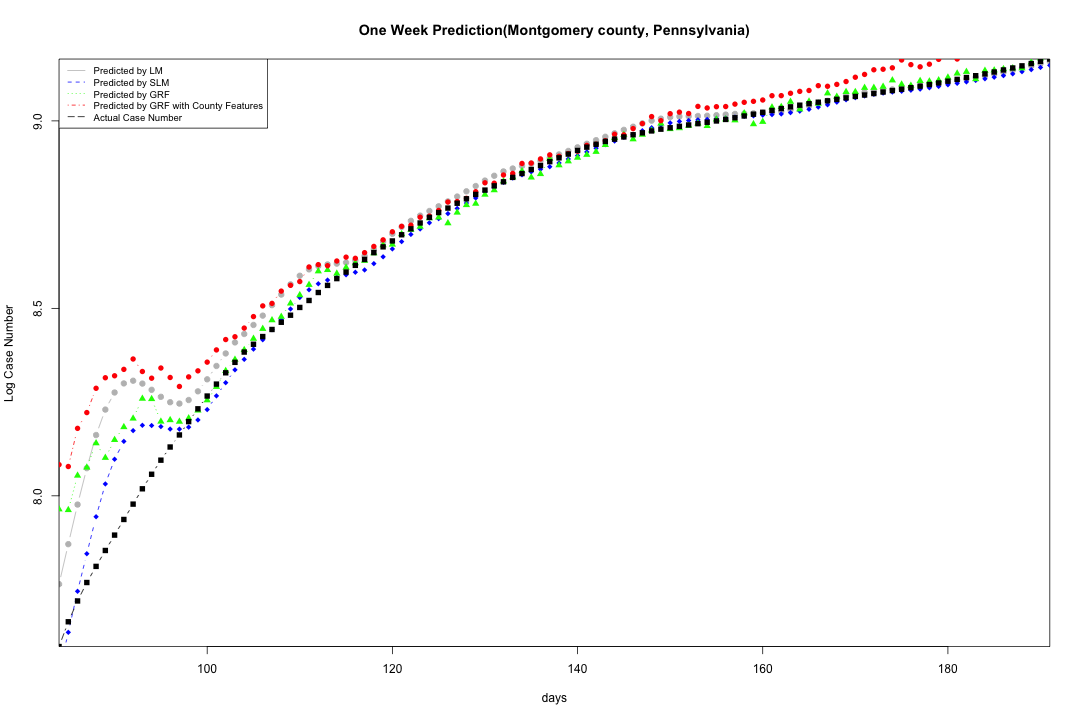 One Week Prediction(Montgomery county, Pennsylvania)
Predicted by LM
Predicted by SLM
Predicted by GRF
Predicted by GRF with County Features
Actual Case Number
9.0
8.5
8.0
Log Case Number
100 120 140 160 180
days